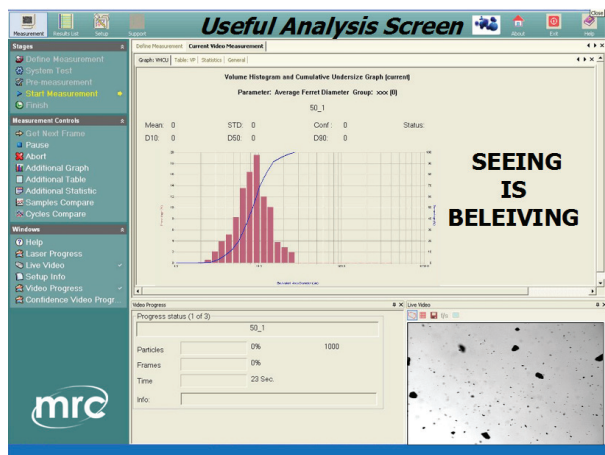 Useful Analysis Screen
Close
Measurement Results List Setup Support About Exit Help
Stages
Define Measurement
System Test
Pre-measurement
Start Measurement
Finish
Measurement Controls
Get Next Frame
Pause
Abort
Additional Graph
Additional Table
Additional Statistic
Samples Compare
Cycles Compare
Windows
Help
Laser Progress
Live Video
Setup Info
Video Progress
Confidence Video Progr...
mrc
Define Measurement Current Video Measurement
Graph: VHCU Table: VP Statistics General
Volume Histogram and Cumulative Undersize Graph (current)
Parameter: Average Ferret Diameter Group: xxx (0)
50_1
Mean: 0 STD: 0 Conf: 0 Status:
D10: 0 D50: 0 D90: 0
SEEING
IS
BELEIVING
Video Progress
Progress status (1 of 3)
50_1
Particles 0% 1000
Frames 0%
Time 23 Sec.
Info:
Live Video